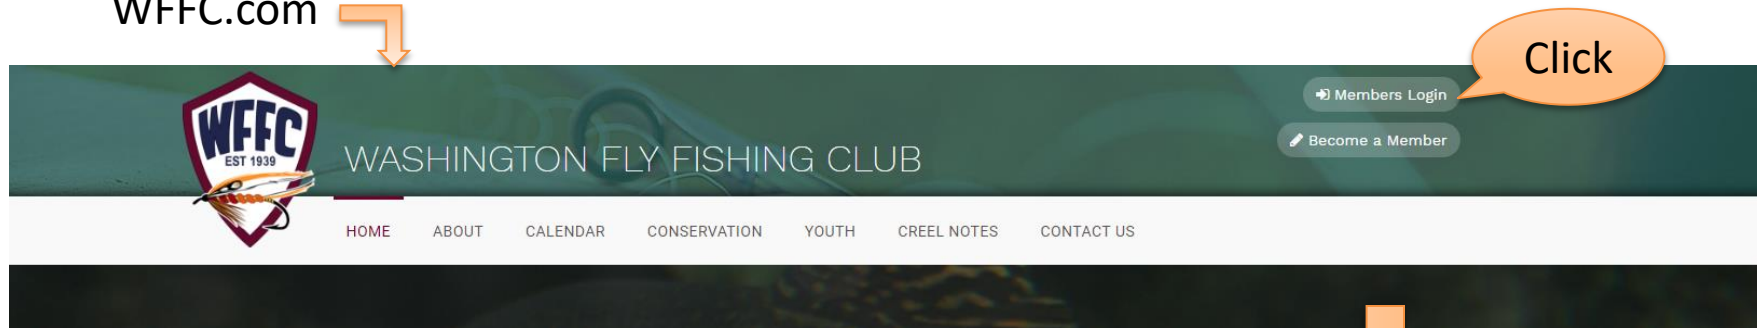 WFFC.com
Click
Members Login
Become a Member
WFFC
EST 1939
WASHINGTON FLY FISHING CLUB
HOME ABOUT CALENDAR CONSERVATION YOUTH CREEL NOTES CONTACT US